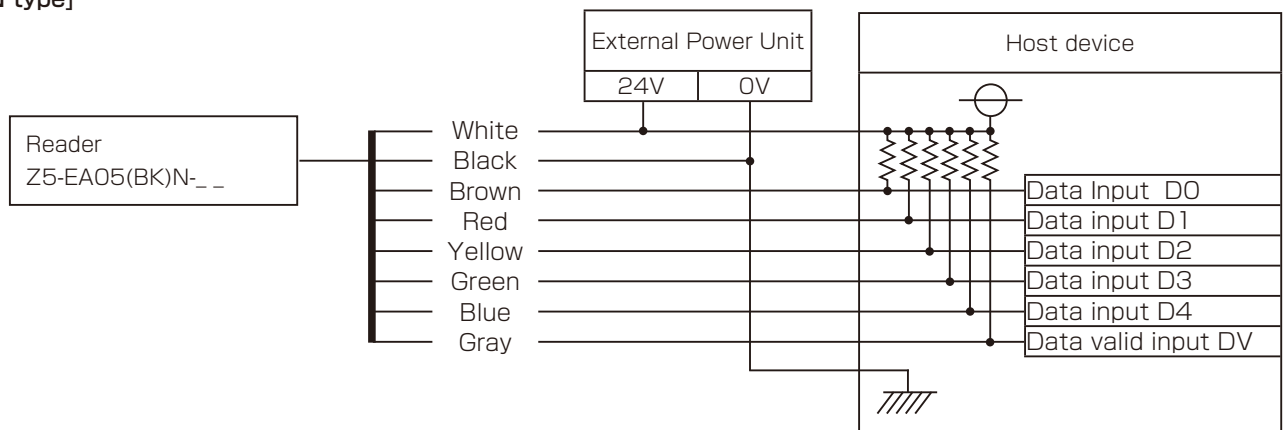 type]
External Power Unit
24V
0V
Host device
Reader
Z5-EA05(BK)N-_ _
White
Black
Brown
Red
Yellow
Green
Blue
Gray
Data Input D0
Data input D1
Data input D2
Data input D3
Data input D4
Data valid input DV